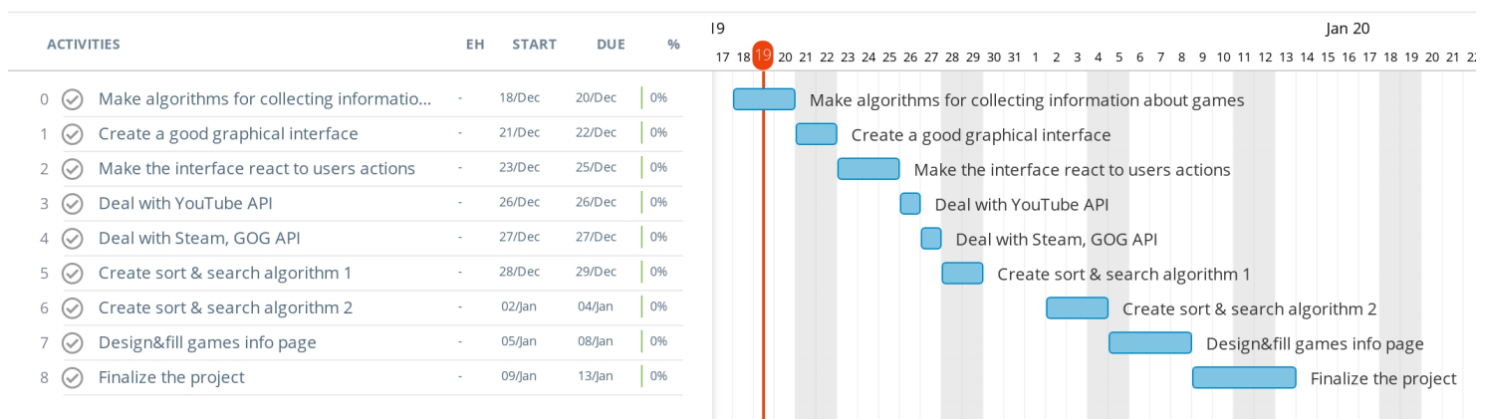 19 Jan 20
ACTIVITIES EH START DUE %
17 18 19 20 21 22 23 24 25 26 27 28 29 30 31 1 2 3 4 5 6 7 8 9 10 11 12 13 14 15 16 17 18 19 20 21
0 Make algorithms for collecting informatio... - 18/Dec 20/Dec 0% Make algorithms for collecting information about games
1 Create a good graphical interface - 21/Dec 22/Dec 0% Create a good graphical interface
2 Make the interface react to users actions - 23/Dec 25/Dec 0% Make the interface react to users actions
3 Deal with YouTube API - 26/Dec 26/Dec 0% Deal with YouTube API
4 Deal with Steam, GOG API - 27/Dec 27/Dec 0% Deal with Steam, GOG API
5 Create sort & search algorithm 1 - 28/Dec 29/Dec 0% Create sort & search algorithm 1
6 Create sort & search algorithm 2 - 02/Jan 04/Jan 0% Create sort & search algorithm 2
7 Design&fill games info page - 05/Jan 08/Jan 0% Design&fill games info page
8 Finalize the project - 09/Jan 13/Jan 0% Finalize the project